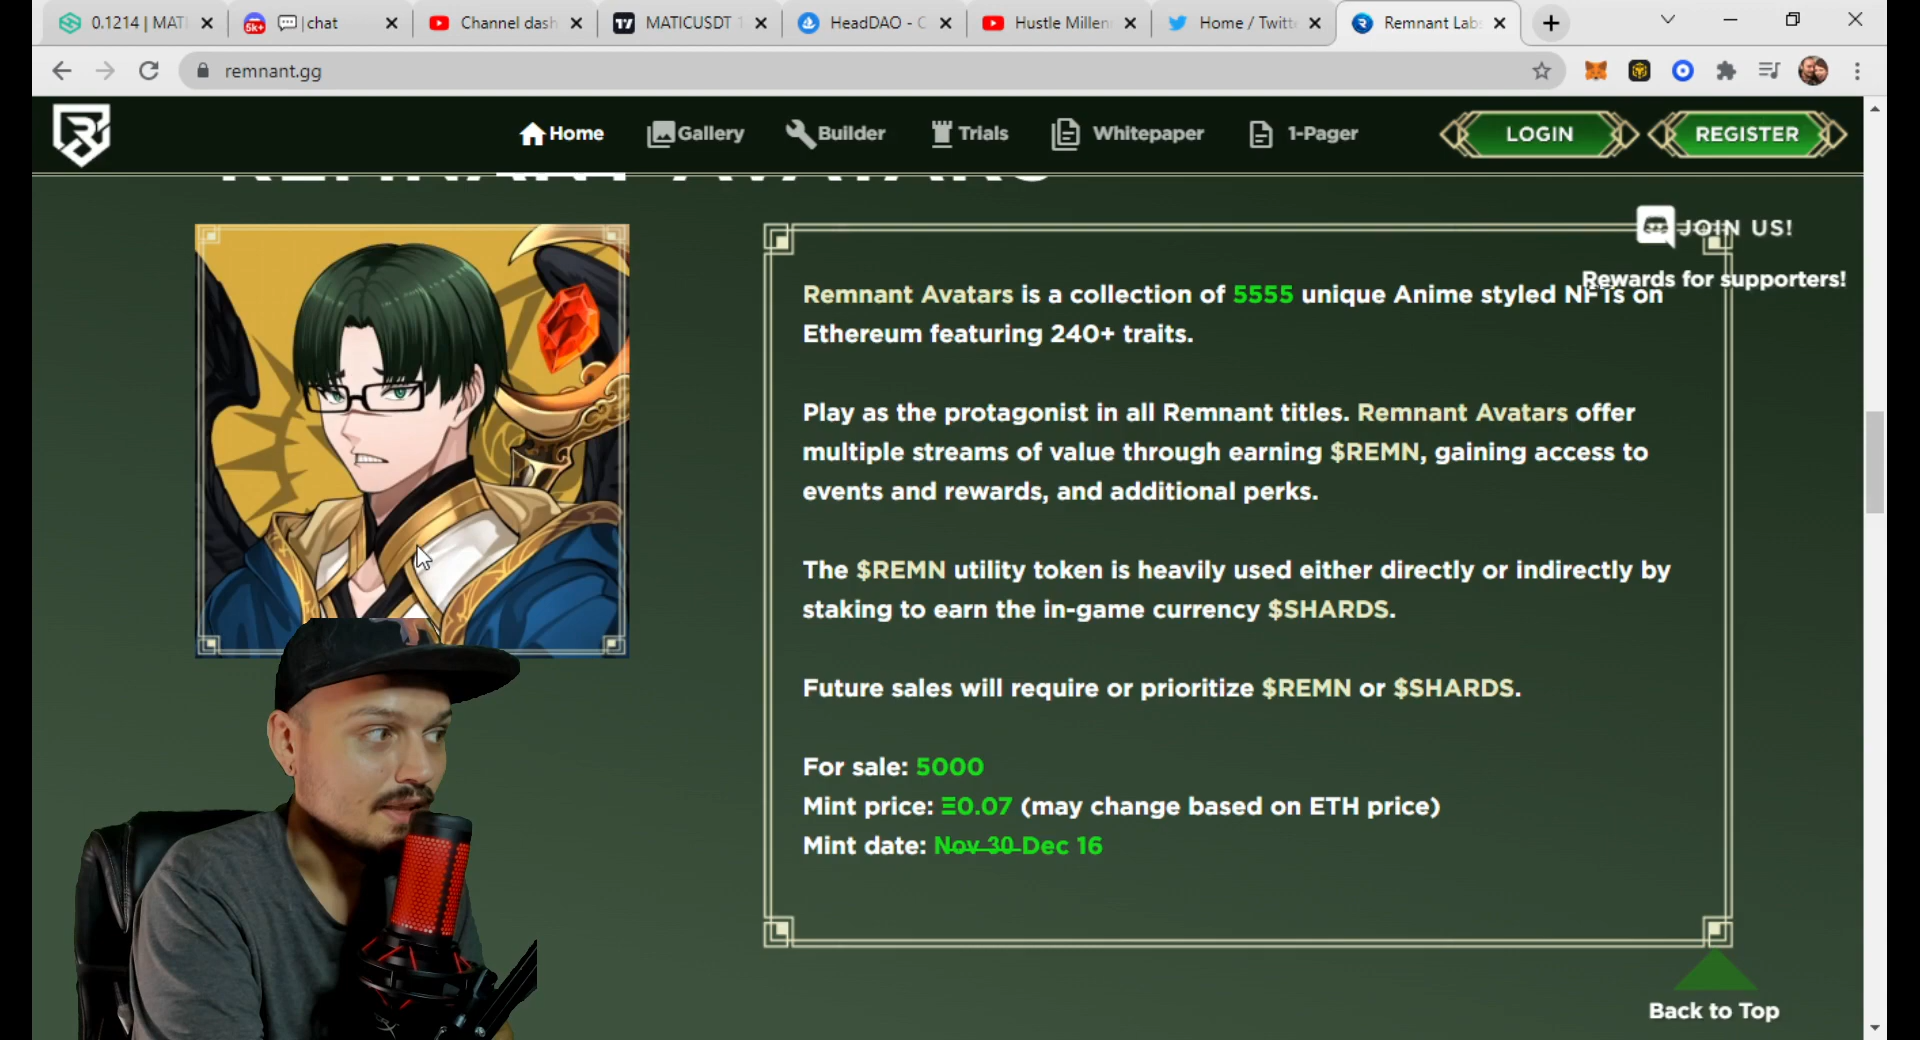 0.1214 | MATI
5K+
chat
Channel dash
MATICUSDT 1
HeadDAO - C
Hustle Millen
Home / Twitte
Remnant Lab
remnant.gg
Home
Gallery
Builder
Trials
Whitepaper
1-Pager
LOGIN
REGISTER
REMNANT AVATARS
JOIN US!
Rewards for supporters!
Remnant Avatars is a collection of 5555 unique Anime styled NFTs on
Ethereum featuring 240+ traits.
Play as the protagonist in all Remnant titles. Remnant Avatars offer
multiple streams of value through earning $REMN, gaining access to
events and rewards, and additional perks.
The $REMN utility token is heavily used either directly or indirectly by
staking to earn the in-game currency $SHARDS.
Future sales will require or prioritize $REMN or $SHARDS.
For sale: 5000
Mint price: Ξ0.07 (may change based on ETH price)
Mint date: Nov 30 Dec 16
Back to Top